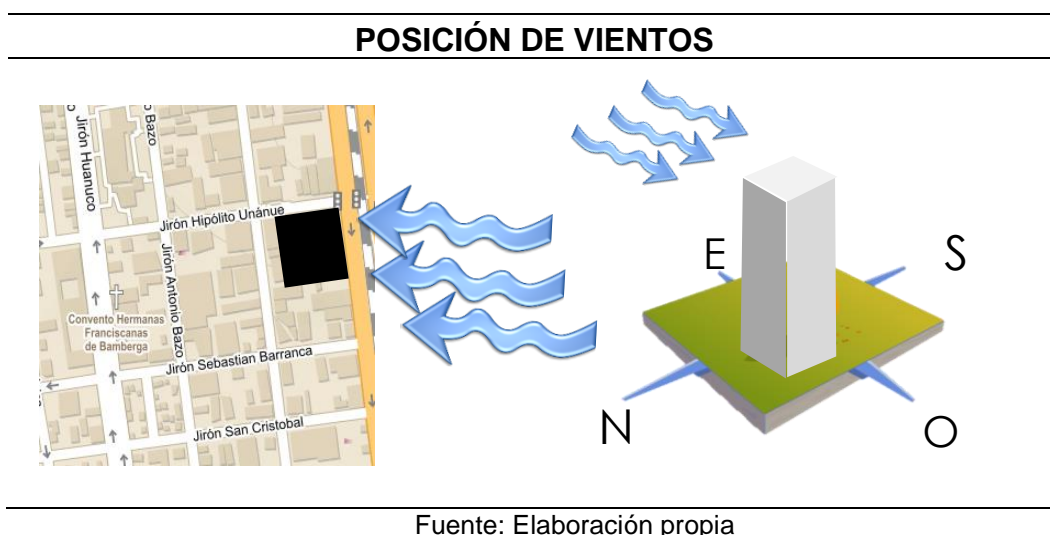 POSICIÓN DE VIENTOS
O
Bazo
Jirón Huanuco
Jirón Hipólito Unánue
Jirón Antonio Bazo
Convento Hermanas
Franciscanas
de Bamberga
Jirón Sebastian Barranca
Jirón San Cristobal
E
S
N
O
Fuente: Elaboración propia